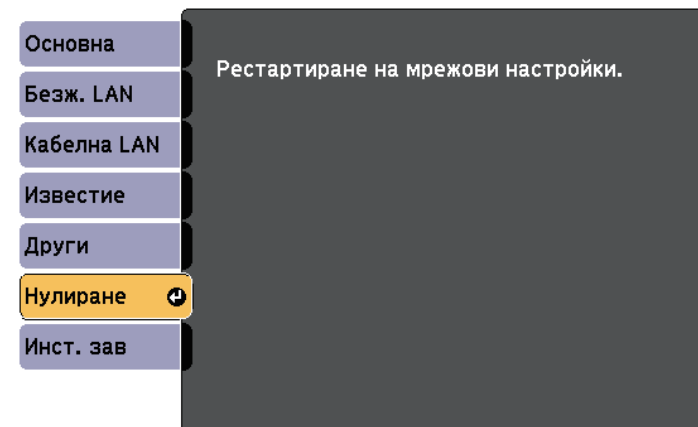 Основна
Безж. LAN
Кабелна LAN
Известие
Други
Нулиране
Инст. зав
Рестартиране на мрежови настройки.